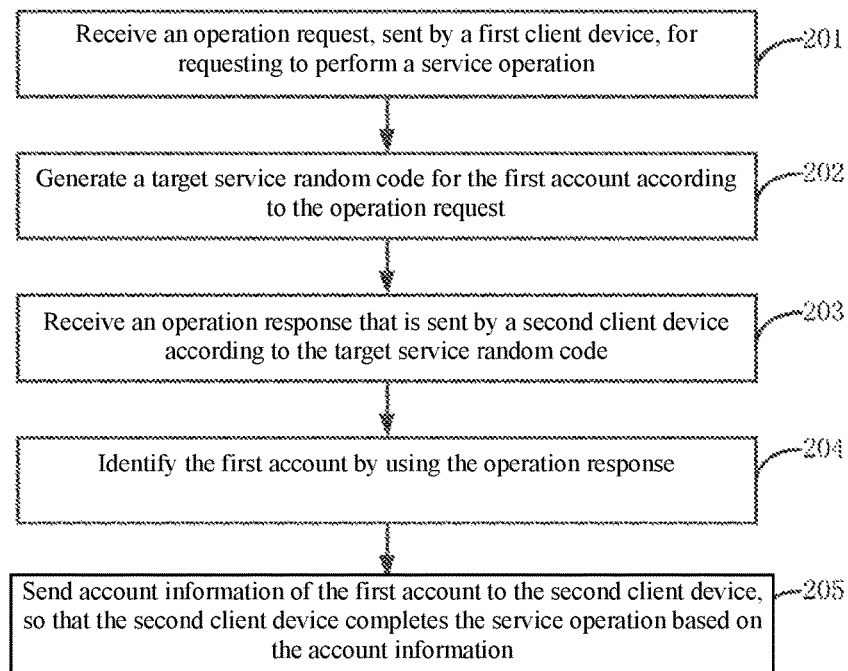 Receive an operation request, sent by a first client device, for
requesting to perform a service operation
201
Generate a target service random code for the first account according
to the operation request
202
Receive an operation response that is sent by a second client device
according to the target service random code
203
Identify the first account by using the operation response
204
Send account information of the first account to the second client device,
so that the second client device completes the service operation based on
the account information
205